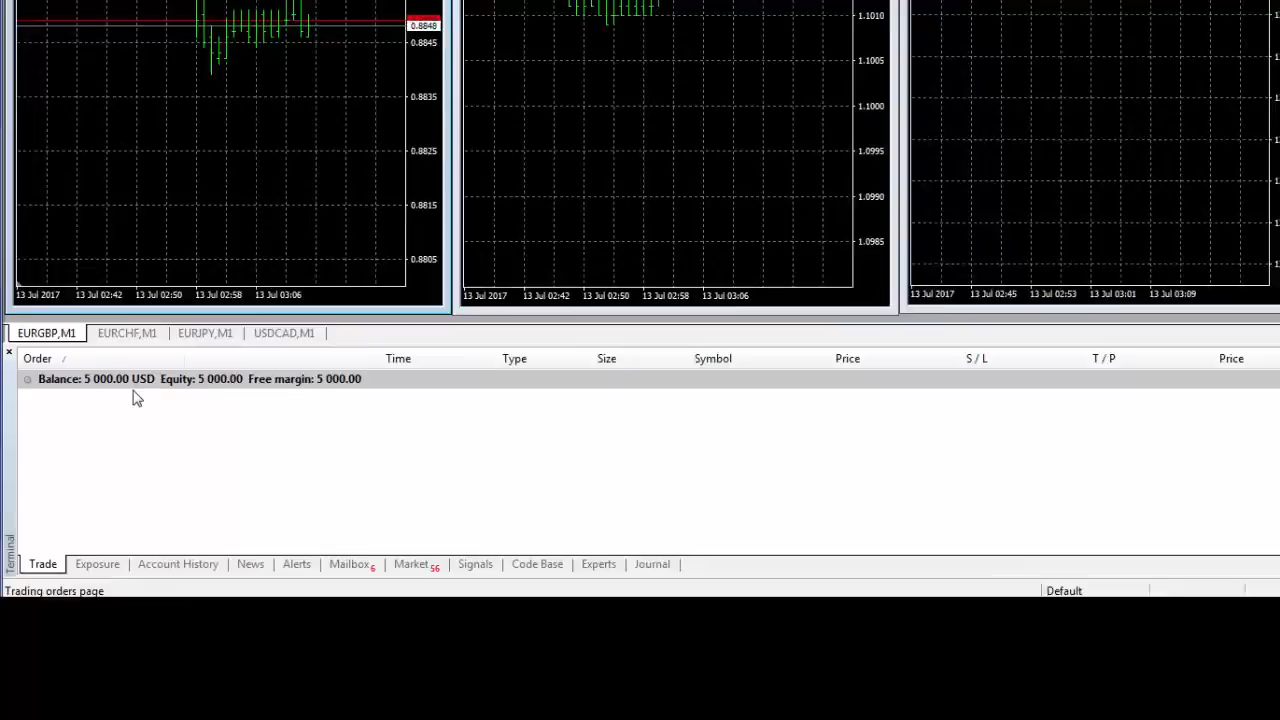 0.8848
0.8845
0.8835
0.8825
0.8815
0.8805
13 Jul 2017 13 Jul 02:42 13 Jul 02:50 13 Jul 02:58 13 Jul 03:06
1.1010
1.1005
1.1000
1.0995
1.0990
1.0985
13 Jul 2017 13 Jul 02:42 13 Jul 02:50 13 Jul 02:58 13 Jul 03:06
13 Jul 2017 13 Jul 02:45 13 Jul 02:53 13 Jul 03:01 13 Jul 03:09
EURGBP,M1 EURCHF,M1 EURJPY,M1 USDCAD,M1
Order / Time Type Size Symbol Price S / L T / P Price
Balance: 5 000.00 USD Equity: 5 000.00 Free margin: 5 000.00
Terminal
Trade Exposure Account History News Alerts Mailbox 6 Market 56 Signals Code Base Experts Journal
Trading orders page Default